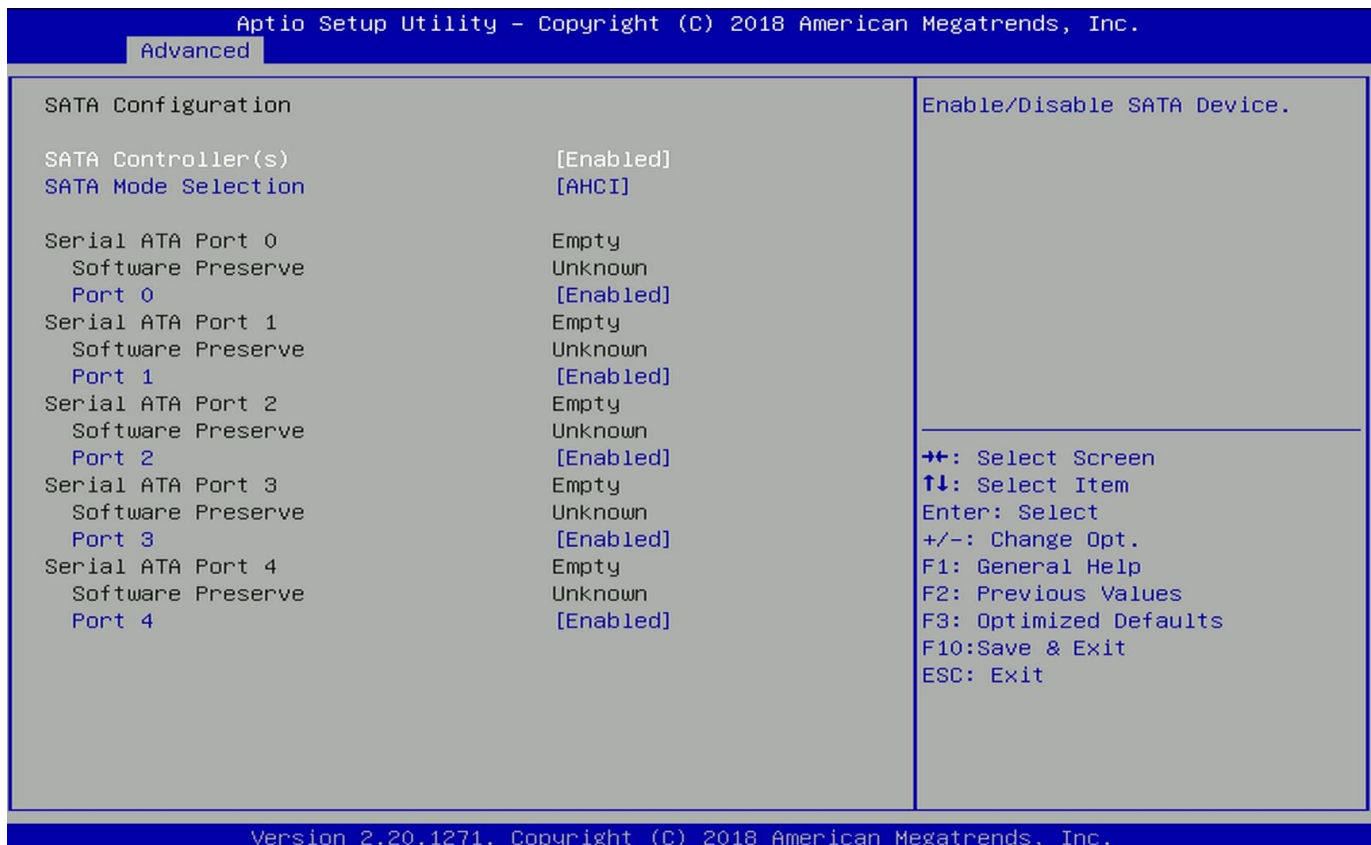 Aptio Setup Utility – Copyright (C) 2018 American Megatrends, Inc.
Advanced
SATA Configuration
SATA Controller(s) [Enabled]
SATA Mode Selection [AHCI]
Serial ATA Port 0 Empty
Software Preserve Unknown
Port 0 [Enabled]
Serial ATA Port 1 Empty
Software Preserve Unknown
Port 1 [Enabled]
Serial ATA Port 2 Empty
Software Preserve Unknown
Port 2 [Enabled]
Serial ATA Port 3 Empty
Software Preserve Unknown
Port 3 [Enabled]
Serial ATA Port 4 Empty
Software Preserve Unknown
Port 4 [Enabled]
Enable/Disable SATA Device.
→←: Select Screen
↑↓: Select Item
Enter: Select
+/-: Change Opt.
F1: General Help
F2: Previous Values
F3: Optimized Defaults
F10:Save & Exit
ESC: Exit
Version 2.20.1271. Copyright (C) 2018 American Megatrends, Inc.